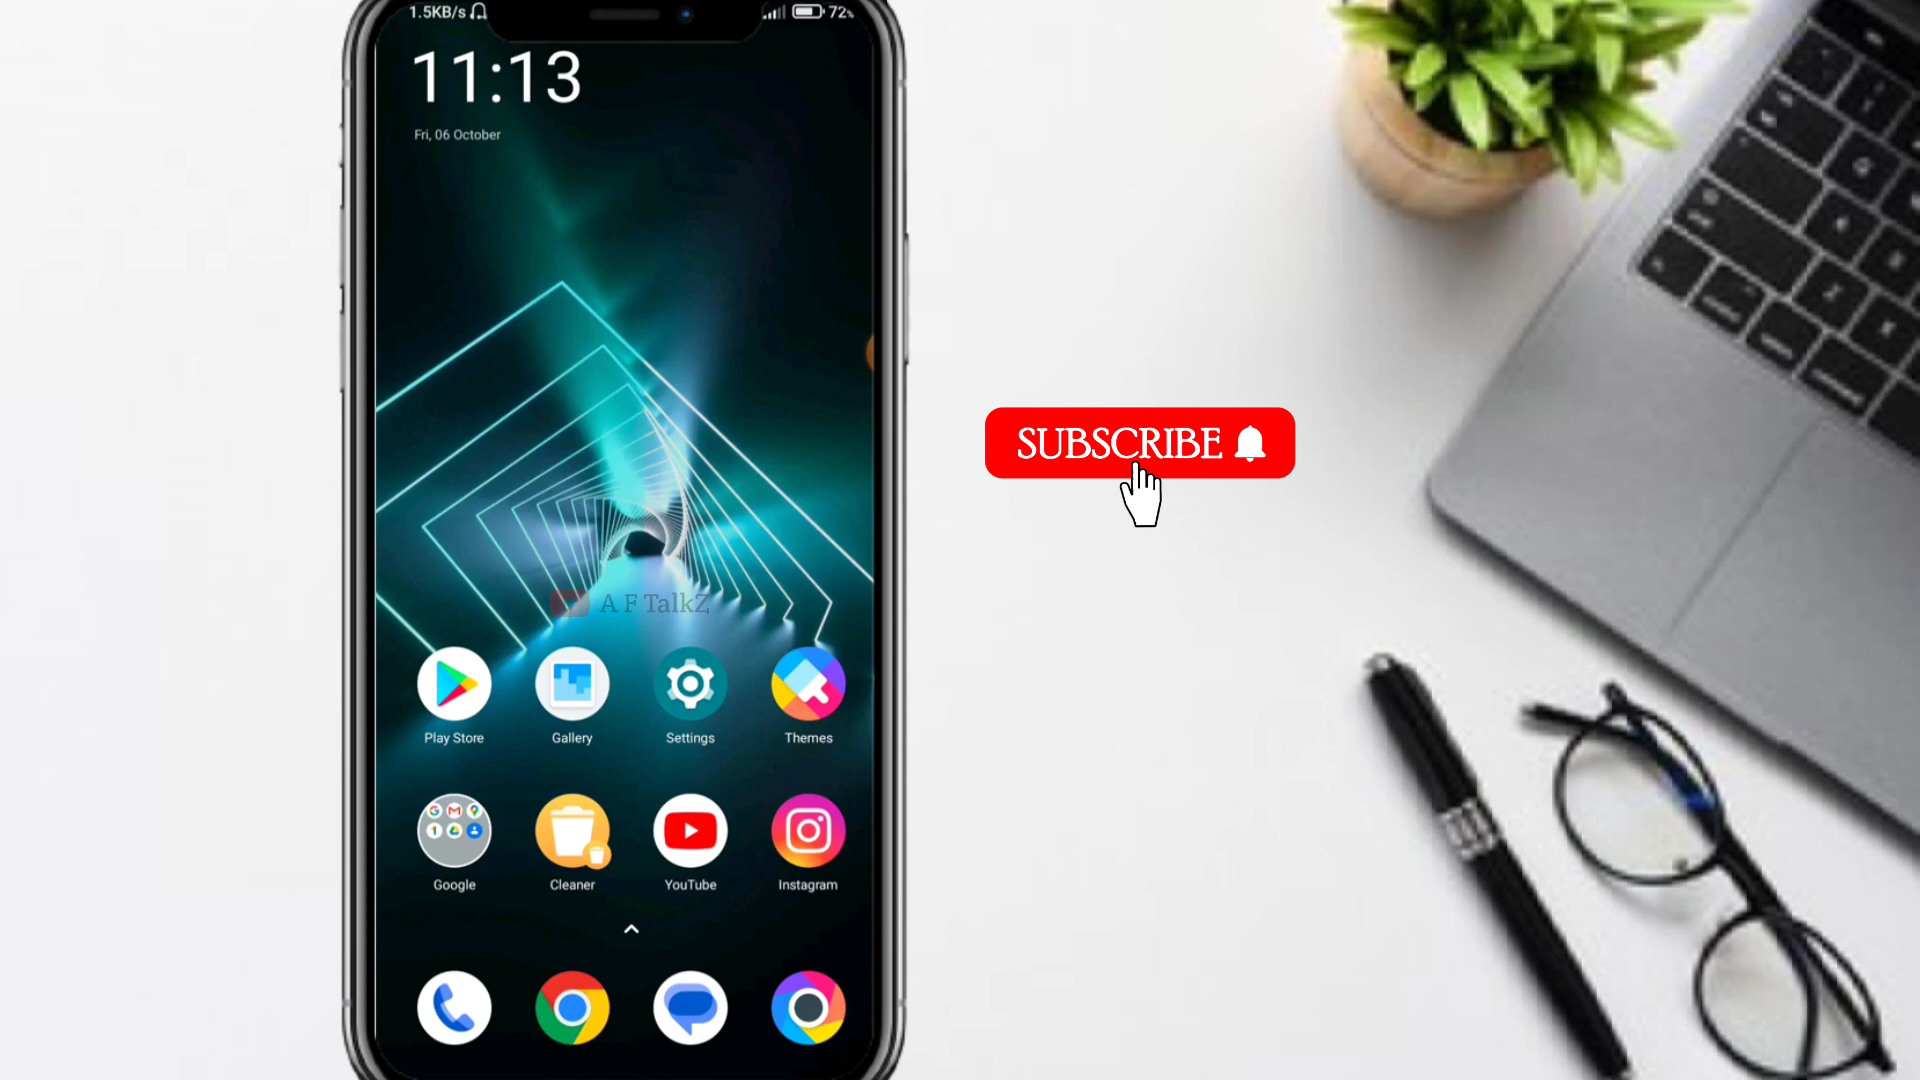 1.5KB/s
72%
11:13
Fri, 06 October
SUBSCRIBE
A F TalkZ
Play Store
Gallery
Settings
Themes
Google
Cleaner
YouTube
Instagram